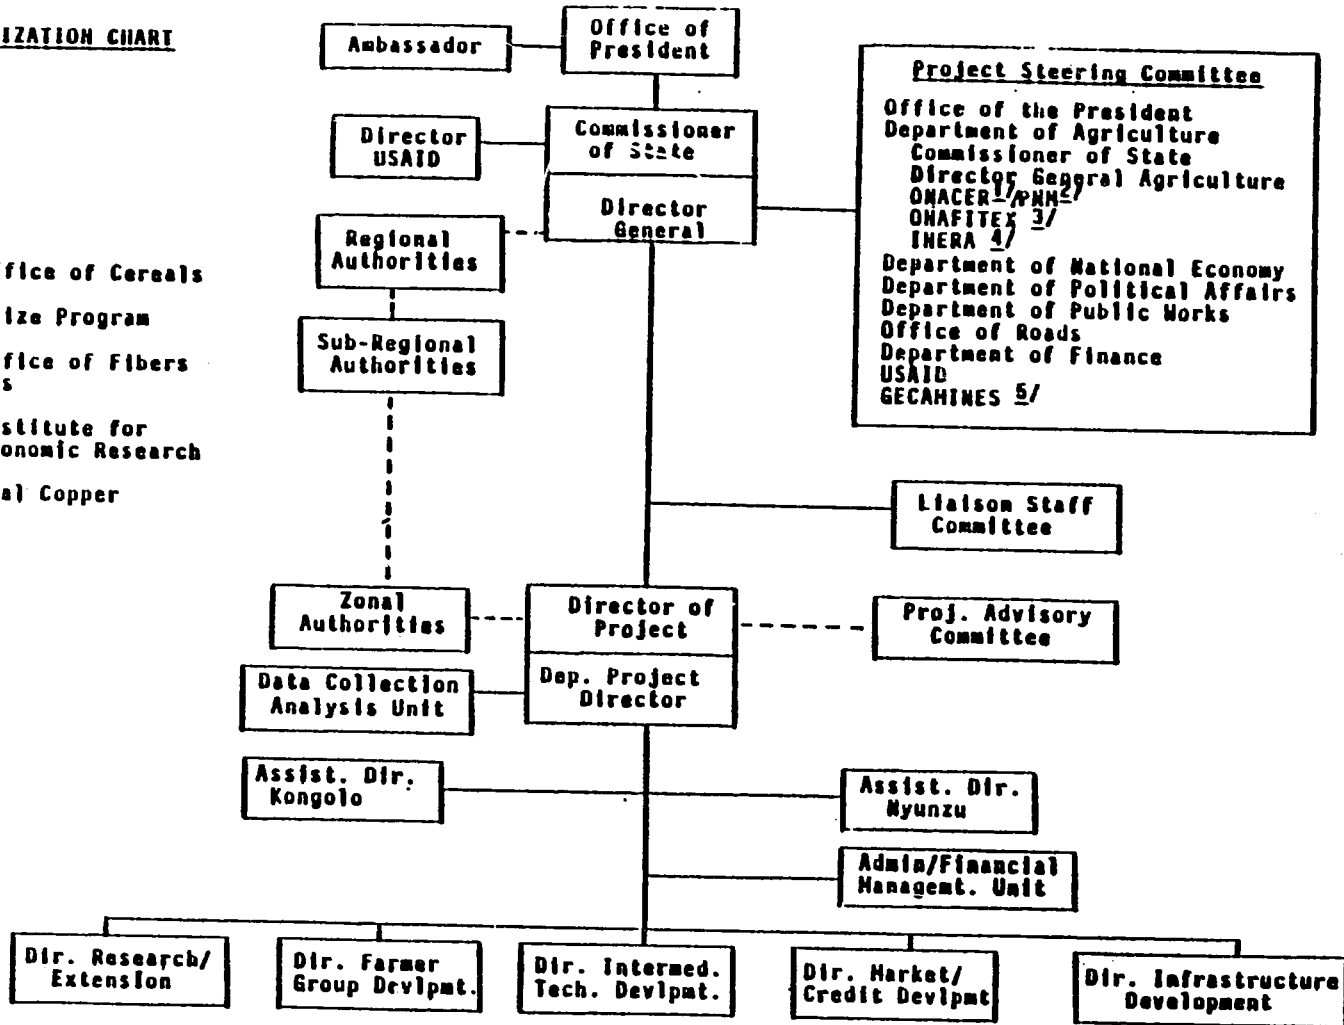 IZATION CHART
Ambassador
Office of
President
Director
USAID
Commissioner
of State
Director
General
Project Steering Committee
Office of the President
Department of Agriculture
Commissioner of State
Director General Agriculture
ONACER 1/ /PNM 2/
ONAFITEX 3/
INERA 4/
Department of National Economy
Department of Political Affairs
Department of Public Works
Office of Roads
Department of Finance
USAID
GECAMINES 5/
Regional
Authorities
Sub-Regional
Authorities
ffice of Cereals
ize Program
ffice of Fibers
s
stitute for
onomic Research
al Copper
Liaison Staff
Committee
Zonal
Authorities
Director of
Project
Dep. Project
Director
Proj. Advisory
Committee
Data Collection
Analysis Unit
Assist. Dir.
Kongolo
Assist. Dir.
Nyunzu
Admin/Financial
Managemt. Unit
Dir. Research/
Extension
Dir. Farmer
Group Devlpmt.
Dir. Intermed.
Tech. Devlpmt.
Dir. Market/
Credit Devlpmt
Dir. Infrastructure
Development